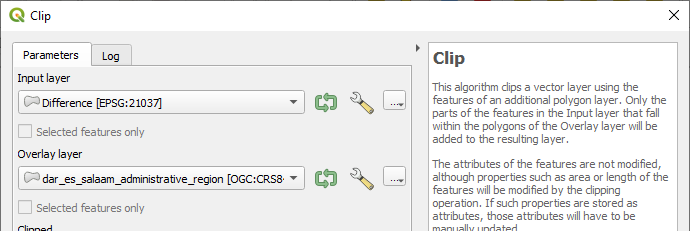 Clip
Parameters
Log
Input layer
Difference [EPSG:21037]
...
Selected features only
Overlay layer
dar_es_salaam_administrative_region [OGC:CRS8
...
Selected features only
Clipped
Clip
This algorithm clips a vector layer using the
features of an additional polygon layer. Only the
parts of the features in the Input layer that fall
within the polygons of the Overlay layer will be
added to the resulting layer.
The attributes of the features are not modified,
although properties such as area or length of the
features will be modified by the clipping
operation. If such properties are stored as
attributes, those attributes will have to be
manually updated.